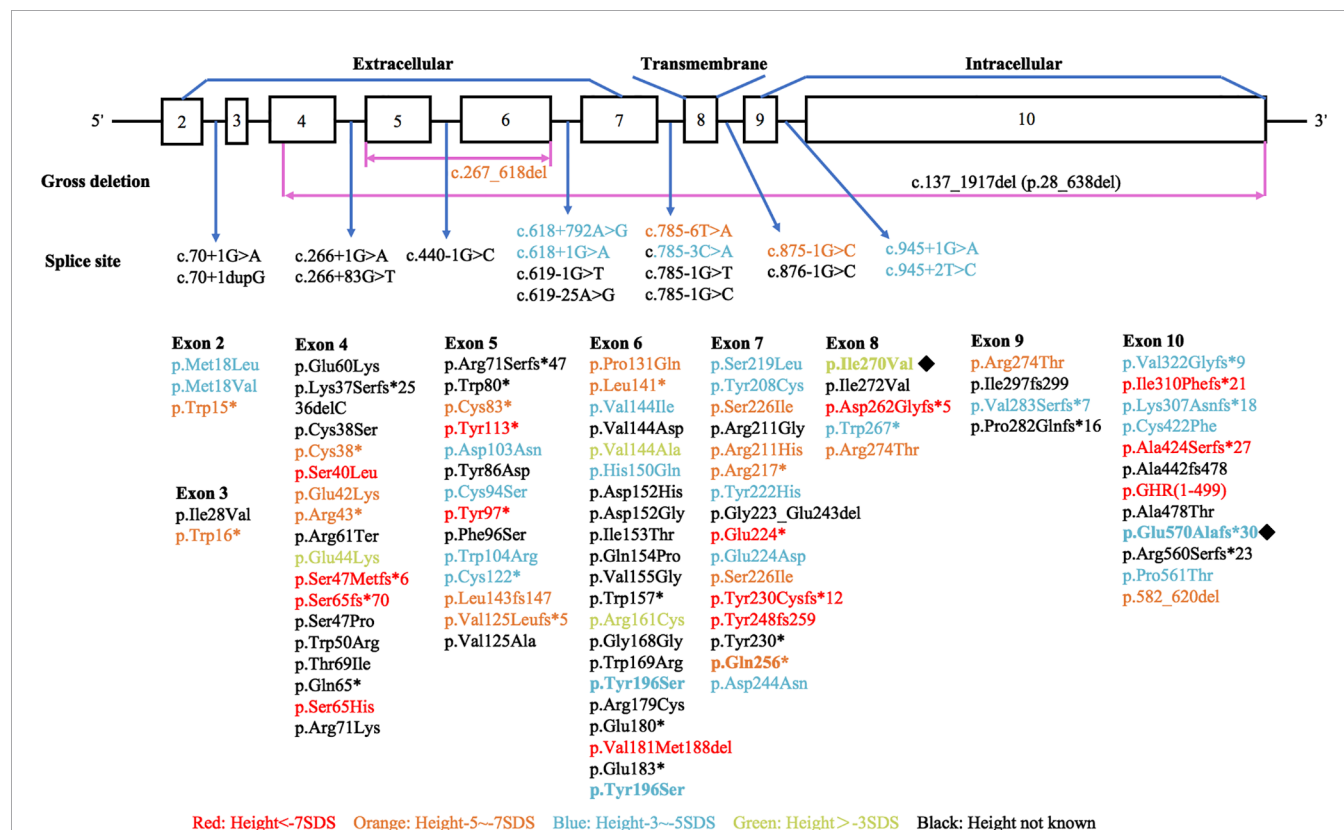 Extracellular
Transmembrane
Intracellular
5'
2
3
4
5
6
7
8
9
10
3'
Gross deletion
c.267_618del
c.137_1917del (p.28_638del)
Splice site
c.70+1G>A
c.70+1dupG
c.266+1G>A
c.266+83G>T
c.440-1G>C
c.618+792A>G
c.618+1G>A
c.619-1G>T
c.619-25A>G
c.785-6T>A
c.785-3C>A
c.785-1G>T
c.785-1G>C
c.875-1G>C
c.876-1G>C
c.945+1G>A
c.945+2T>C
Exon 2
p.Met18Leu
p.Met18Val
p.Trp15*
Exon 3
p.Ile28Val
p.Trp16*
Exon 4
p.Glu60Lys
p.Lys37Serfs*25
36delC
p.Cys38Ser
p.Cys38*
p.Ser40Leu
p.Glu42Lys
p.Arg43*
p.Arg61Ter
p.Glu44Lys
p.Ser47Metfs*6
p.Ser65fs*70
p.Ser47Pro
p.Trp50Arg
p.Thr69Ile
p.Gln65*
p.Ser65His
p.Arg71Lys
Exon 5
p.Arg71Serfs*47
p.Trp80*
p.Cys83*
p.Tyr113*
p.Asp103Asn
p.Tyr86Asp
p.Cys94Ser
p.Tyr97*
p.Phe96Ser
p.Trp104Arg
p.Cys122*
p.Leu143fs147
p.Val125Leufs*5
p.Val125Ala
Exon 6
p.Pro131Gln
p.Leu141*
p.Val144Ile
p.Val144Asp
p.Val144Ala
p.His150Gln
p.Asp152His
p.Asp152Gly
p.Ile153Thr
p.Gln154Pro
p.Val155Gly
p.Trp157*
p.Arg161Cys
p.Gly168Gly
p.Trp169Arg
p.Tyr196Ser
p.Arg179Cys
p.Glu180*
p.Val181Met188del
p.Glu183*
p.Tyr196Ser
Exon 7
p.Ser219Leu
p.Tyr208Cys
p.Ser226Ile
p.Arg211Gly
p.Arg211His
p.Arg217*
p.Tyr222His
p.Gly223_Glu243del
p.Glu224*
p.Glu224Asp
p.Ser226Ile
p.Tyr230Cysfs*12
p.Tyr248fs259
p.Tyr230*
p.Gln256*
p.Asp244Asn
Exon 8
p.Ile270Val ◆
p.Ile272Val
p.Asp262Glyfs*5
p.Trp267*
p.Arg274Thr
Exon 9
p.Arg274Thr
p.Ile297fs299
p.Val283Serfs*7
p.Pro282Glnfs*16
Exon 10
p.Val322Glyfs*9
p.Ile310Phefs*21
p.Lys307Asnfs*18
p.Cys422Phe
p.Ala424Serfs*27
p.Ala442fs478
p.GHR(1-499)
p.Ala478Thr
p.Glu570Alafs*30◆
p.Arg560Serfs*23
p.Pro561Thr
p.582_620del
Red: Height<-7SDS Orange: Height-5~-7SDS Blue: Height-3~-5SDS Green: Height＞-3SDS Black: Height not known